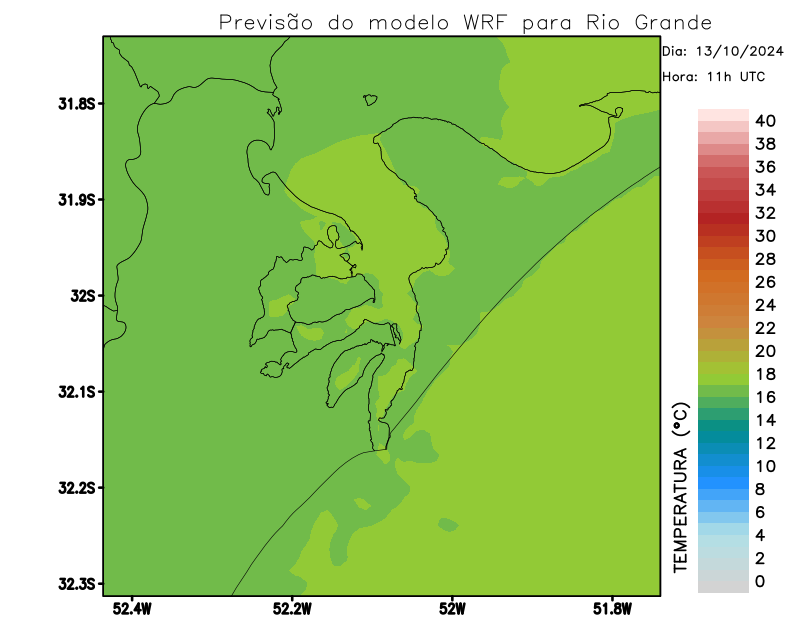 Previsão do modelo WRF para Rio Grande
Dia: 13/10/2024
Hora: 11h UTC
31.8S
31.9S
32S
32.1S
32.2S
32.3S
52.4W
52.2W
52W
51.8W
TEMPERATURA (°C)
40
38
36
34
32
30
28
26
24
22
20
18
16
14
12
10
8
6
4
2
0